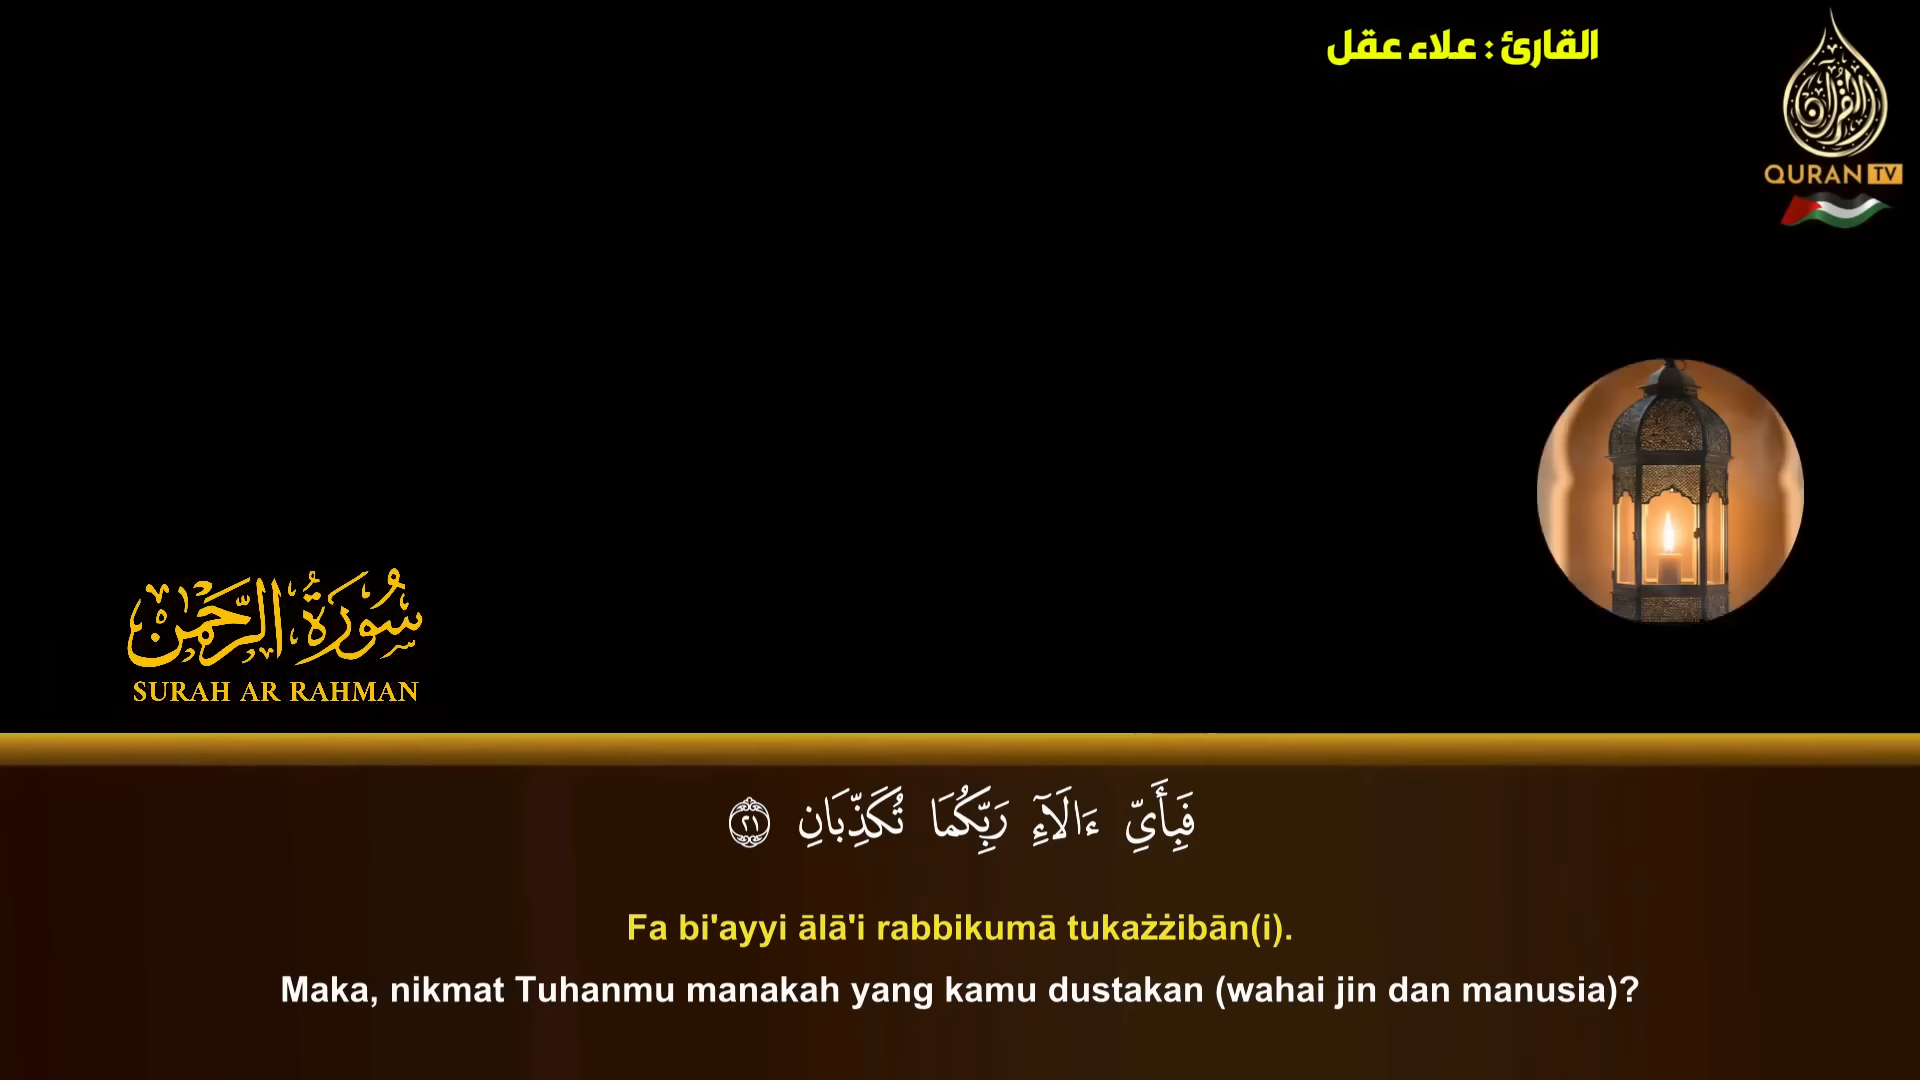 القارئ : علاء عقل
القرآن
QURAN TV
سُورَةُ الرَّحْمٰن
SURAH AR RAHMAN
فَبِأَيِّ ءَالَآءِ رَبِّكُمَا تُكَذِّبَانِ ٢١
Fa bi'ayyi ālā'i rabbikumā tukażżibān(i).
Maka, nikmat Tuhanmu manakah yang kamu dustakan (wahai jin dan manusia)?